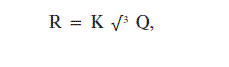 R = K √³ Q,